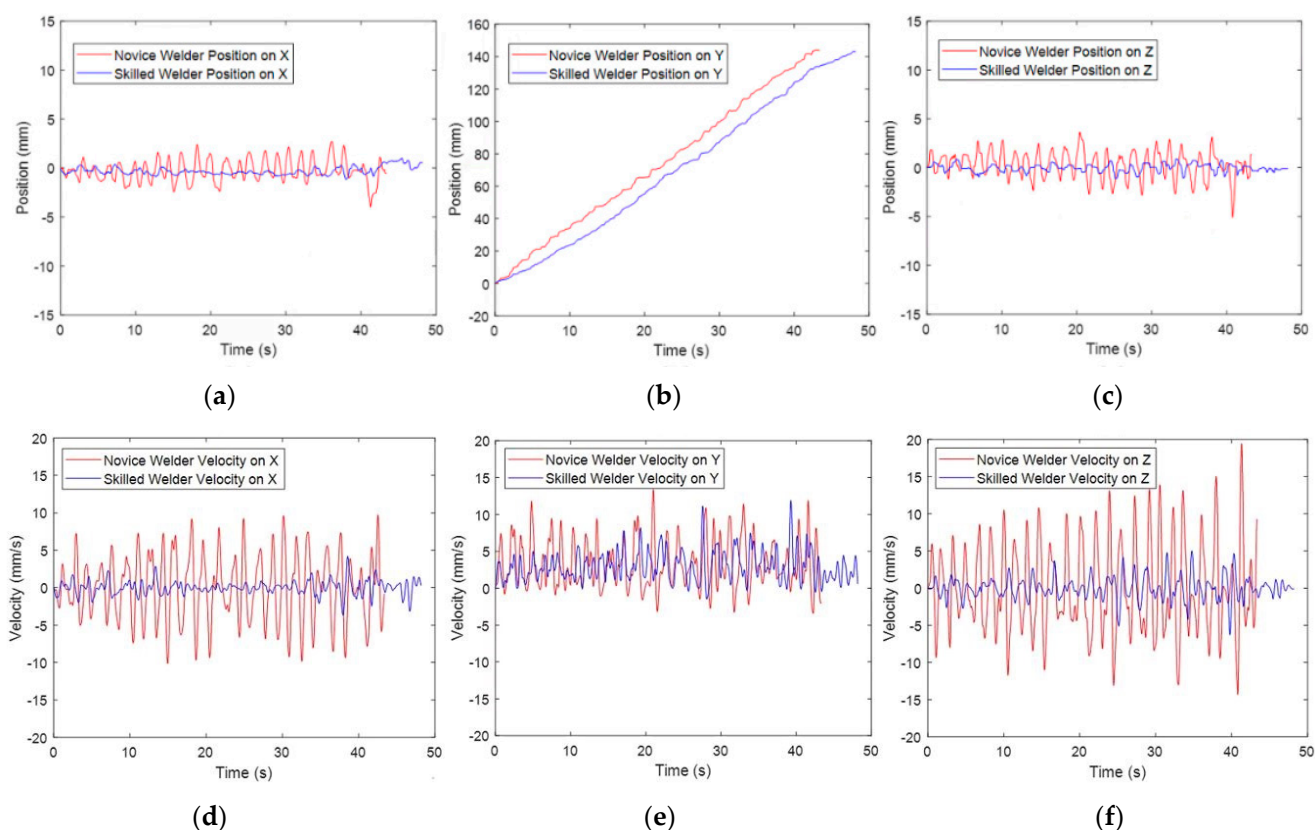 15
10
5
0
-5
-10
-15
Position (mm)
Novice Welder Position on X
Skilled Welder Position on X
0 10 20 30 40 50
Time (s)
(a)
160
140
120
100
80
60
40
20
0
-20
Position (mm)
Novice Welder Position on Y
Skilled Welder Position on Y
0 10 20 30 40 50
Time (s)
(b)
15
10
5
0
-5
-10
-15
Position (mm)
Novice Welder Position on Z
Skilled Welder Position on Z
0 10 20 30 40 50
Time (s)
(c)
20
15
10
5
0
-5
-10
-15
-20
Velocity (mm/s)
Novice Welder Velocity on X
Skilled Welder Velocity on X
0 10 20 30 40 50
Time (s)
(d)
20
15
10
5
0
-5
-10
-15
-20
Velocity (mm/s)
Novice Welder Velocity on Y
Skilled Welder Velocity on Y
0 10 20 30 40 50
Time (s)
(e)
20
15
10
5
0
-5
-10
-15
-20
Velocity (mm/s)
Novice Welder Velocity on Z
Skilled Welder Velocity on Z
0 10 20 30 40 50
Time (s)
(f)